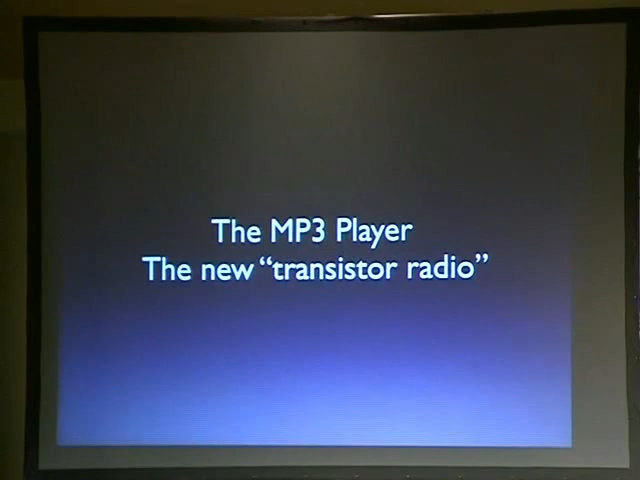 The MP3 Player
The new “transistor radio”